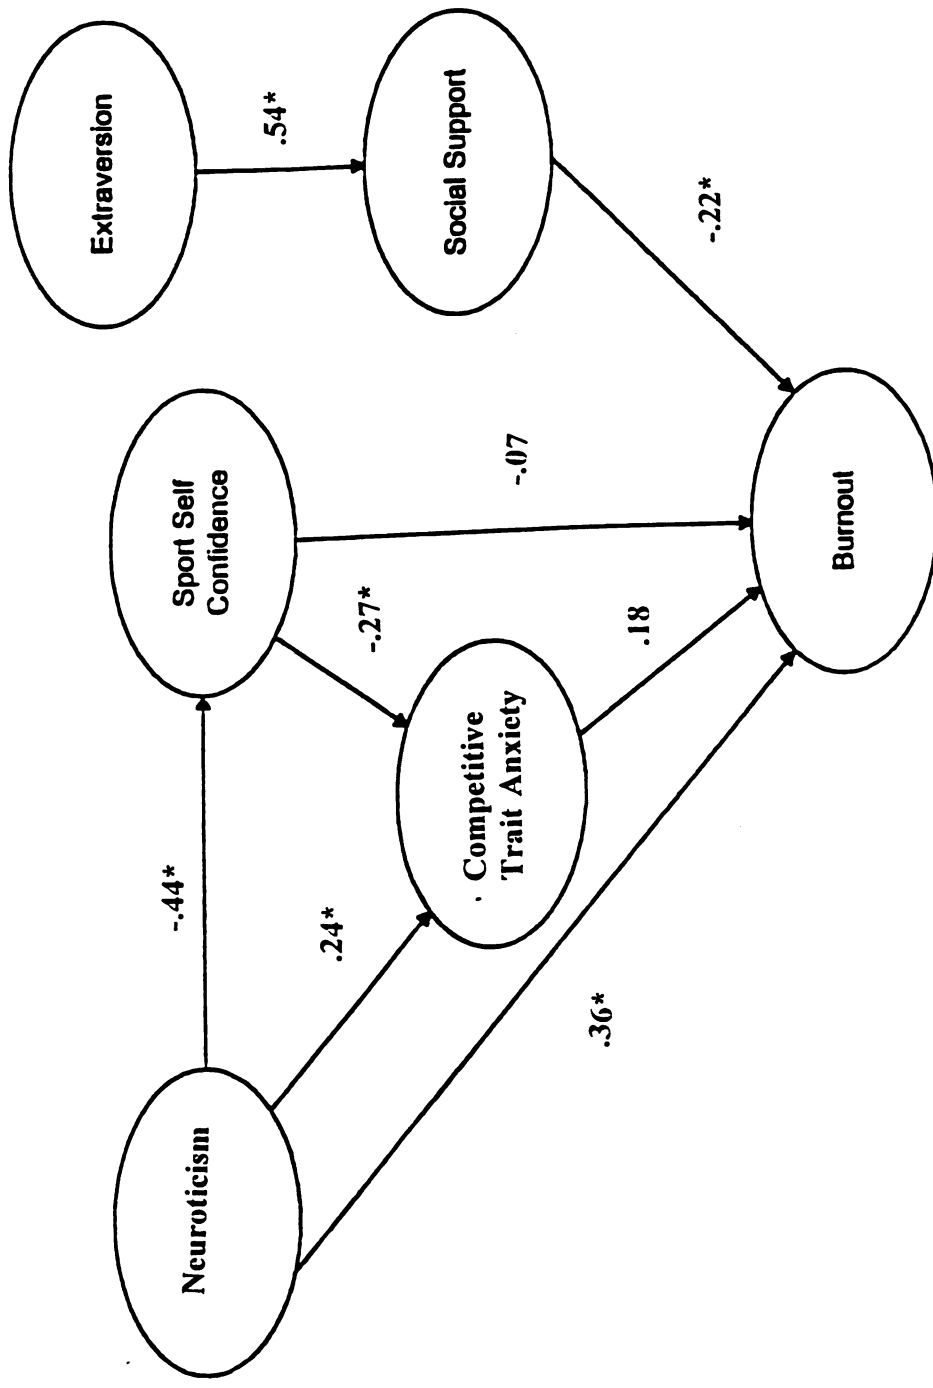 Extraversion
-.44*
Neuroticism
Sport Self
Confidence
.54*
.24*
-.27*
Social Support
Competitive
Trait Anxiety
-.07
.36*
.18
-.22*
Burnout